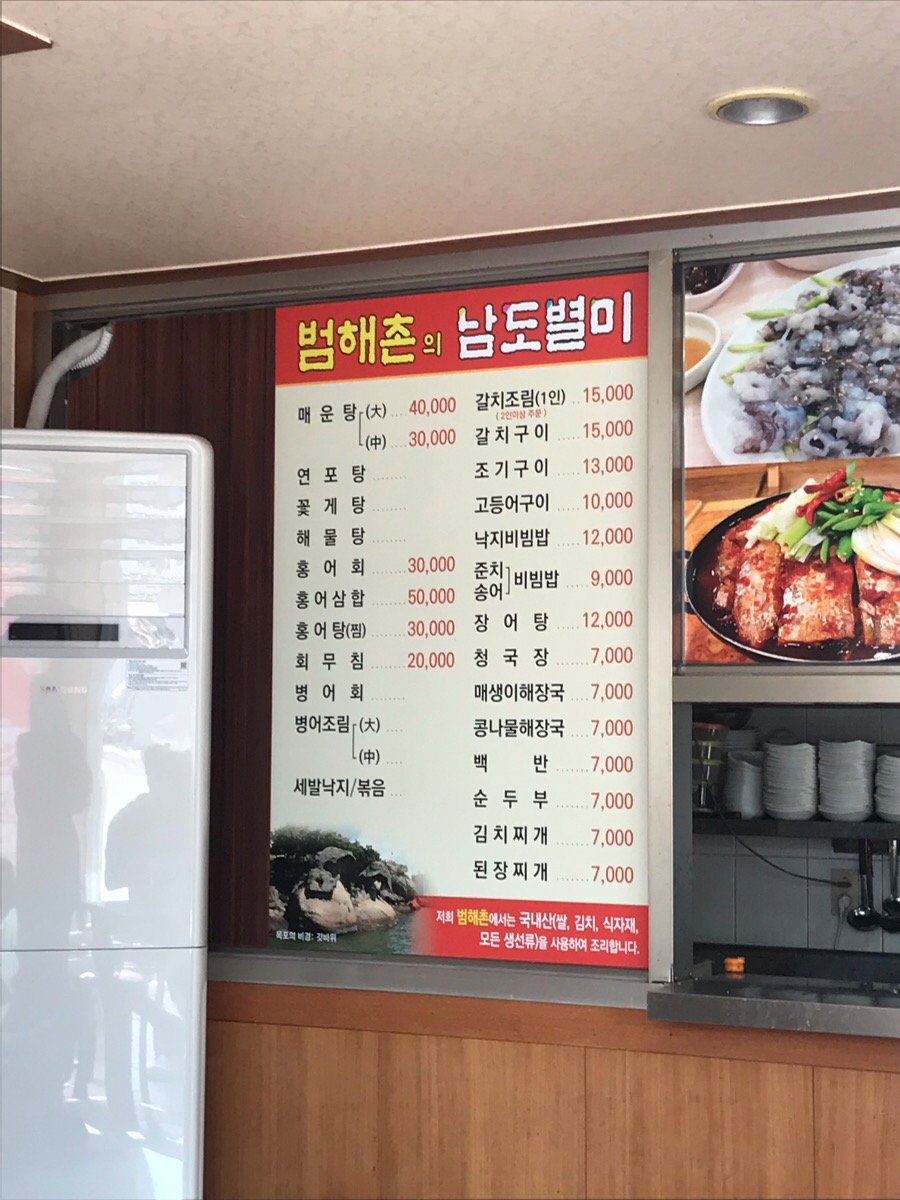 범해촌의 남도별미
매운탕(大) .... 40,000
(中) .... 30,000
연포탕 ........
꽃게탕 ........
해물탕 ........
홍어회 ........ 30,000
홍어삼합 ...... 50,000
홍어탕(찜) ..... 30,000
회무침 ........ 20,000
병어회 ........
병어조림(大) ....
(中) ....
세발낙지/볶음 ...
갈치조림(1인) .. 15,000
(2인이상 주문)
갈치구이 ..... 15,000
조기구이 ..... 13,000
고등어구이 ..... 10,000
낙지비빔밥 ..... 12,000
준치
송어 비빔밥 ..... 9,000
장어탕 ..... 12,000
청국장 ....... 7,000
매생이해장국 .... 7,000
콩나물해장국 .... 7,000
백반 ....... 7,000
순두부 ....... 7,000
김치찌개 ....... 7,000
된장찌개 ....... 7,000
목포의 비경: 갓바위
저희 범해촌에서는 국내산(쌀, 김치, 식자재,
모든 생선류)을 사용하여 조리합니다.